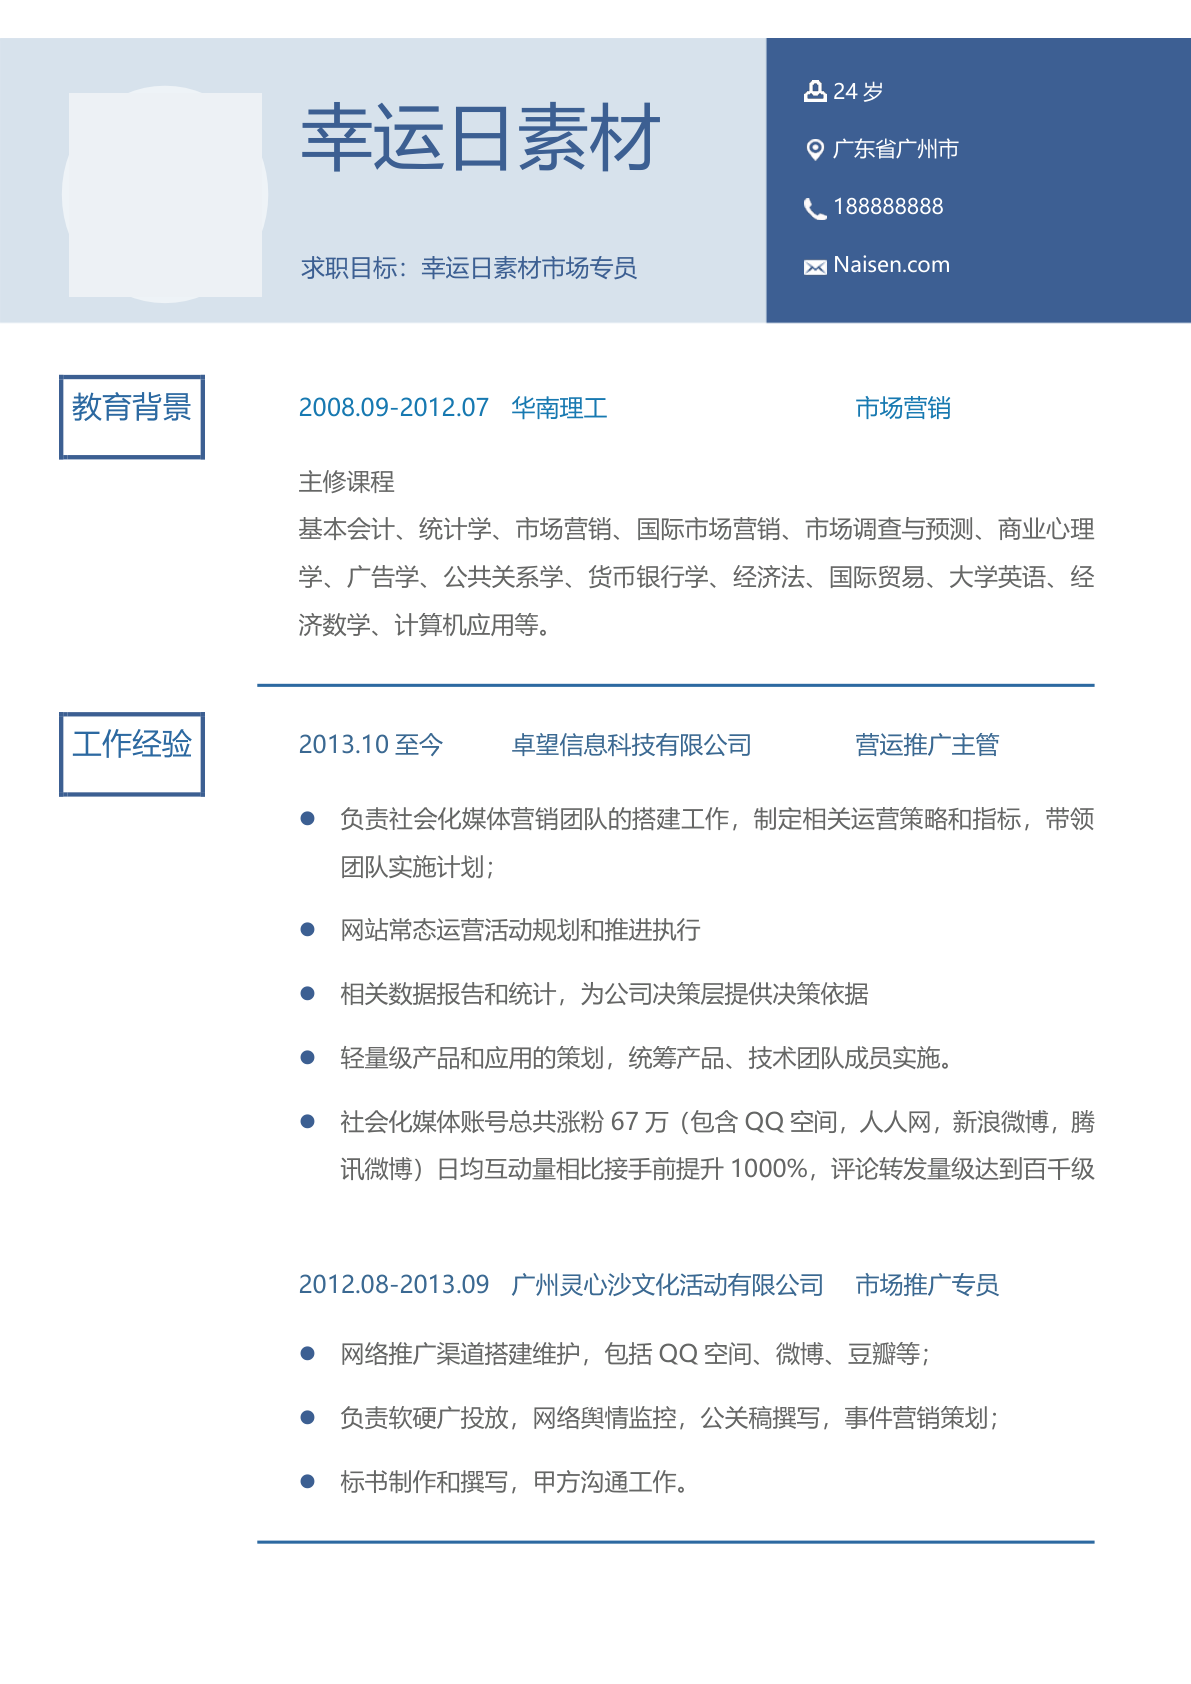 幸运日素材
求职目标：幸运日素材市场专员
24 岁
广东省广州市
188888888
Naisen.com
教育背景
2008.09-2012.07 华南理工 市场营销
主修课程
基本会计、统计学、市场营销、国际市场营销、市场调查与预测、商业心理
学、广告学、公共关系学、货币银行学、经济法、国际贸易、大学英语、经
济数学、计算机应用等。
工作经验
2013.10 至今 卓望信息科技有限公司 营运推广主管
● 负责社会化媒体营销团队的搭建工作，制定相关运营策略和指标，带领
团队实施计划；
● 网站常态运营活动规划和推进执行
● 相关数据报告和统计，为公司决策层提供决策依据
● 轻量级产品和应用的策划，统筹产品、技术团队成员实施。
● 社会化媒体账号总共涨粉 67 万（包含 QQ 空间，人人网，新浪微博，腾
讯微博）日均互动量相比接手前提升 1000%，评论转发量级达到百千级
2012.08-2013.09 广州灵心沙文化活动有限公司 市场推广专员
● 网络推广渠道搭建维护，包括 QQ 空间、微博、豆瓣等；
● 负责软硬广投放，网络舆情监控，公关稿撰写，事件营销策划；
● 标书制作和撰写，甲方沟通工作。